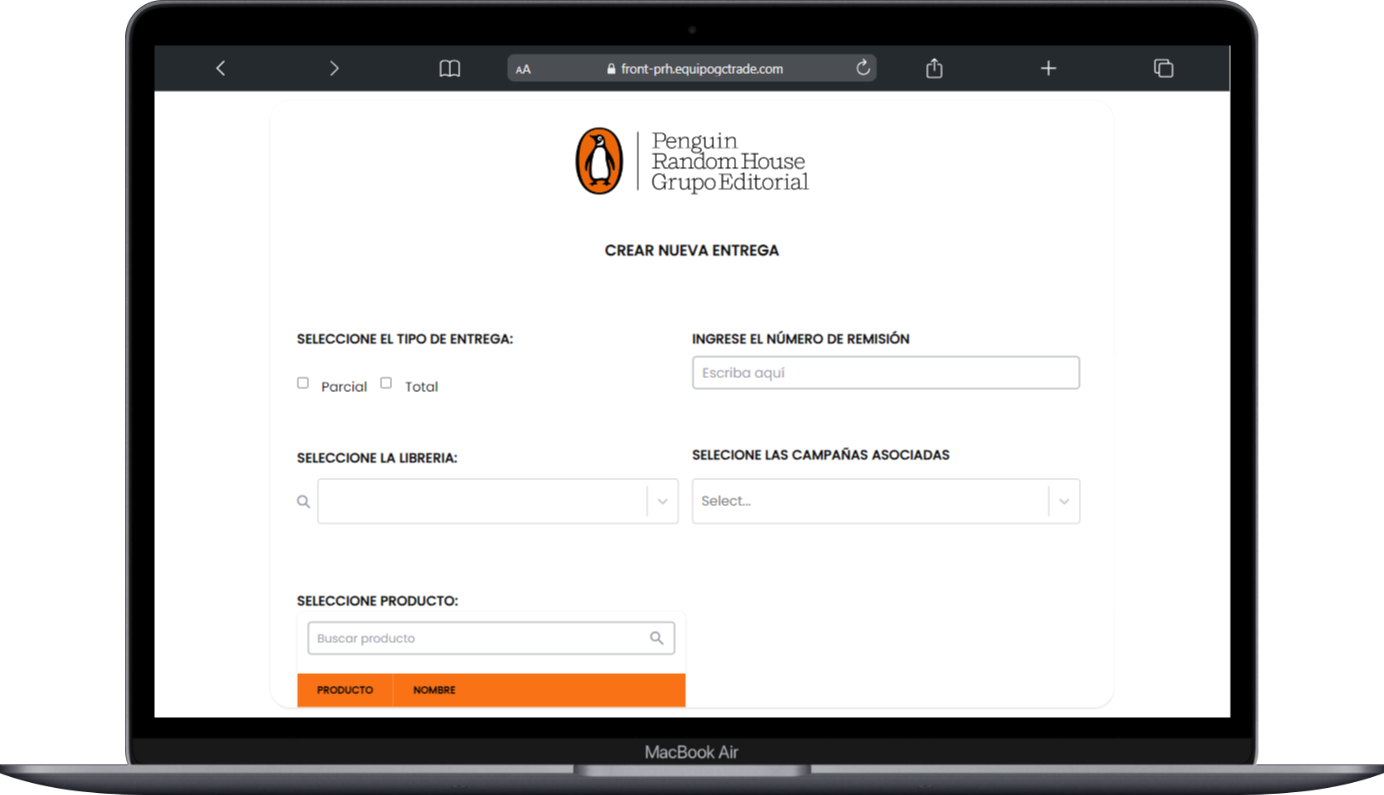 AA
front-prh.equipogctrade.com
Penguin
Random House
Grupo Editorial
CREAR NUEVA ENTREGA
SELECCIONE EL TIPO DE ENTREGA:
Parcial
Total
INGRESE EL NÚMERO DE REMISIÓN
Escriba aquí
SELECCIONE LA LIBRERIA:
SELECIONE LAS CAMPAÑAS ASOCIADAS
Select...
SELECCIONE PRODUCTO:
Buscar producto
PRODUCTO NOMBRE
MacBook Air